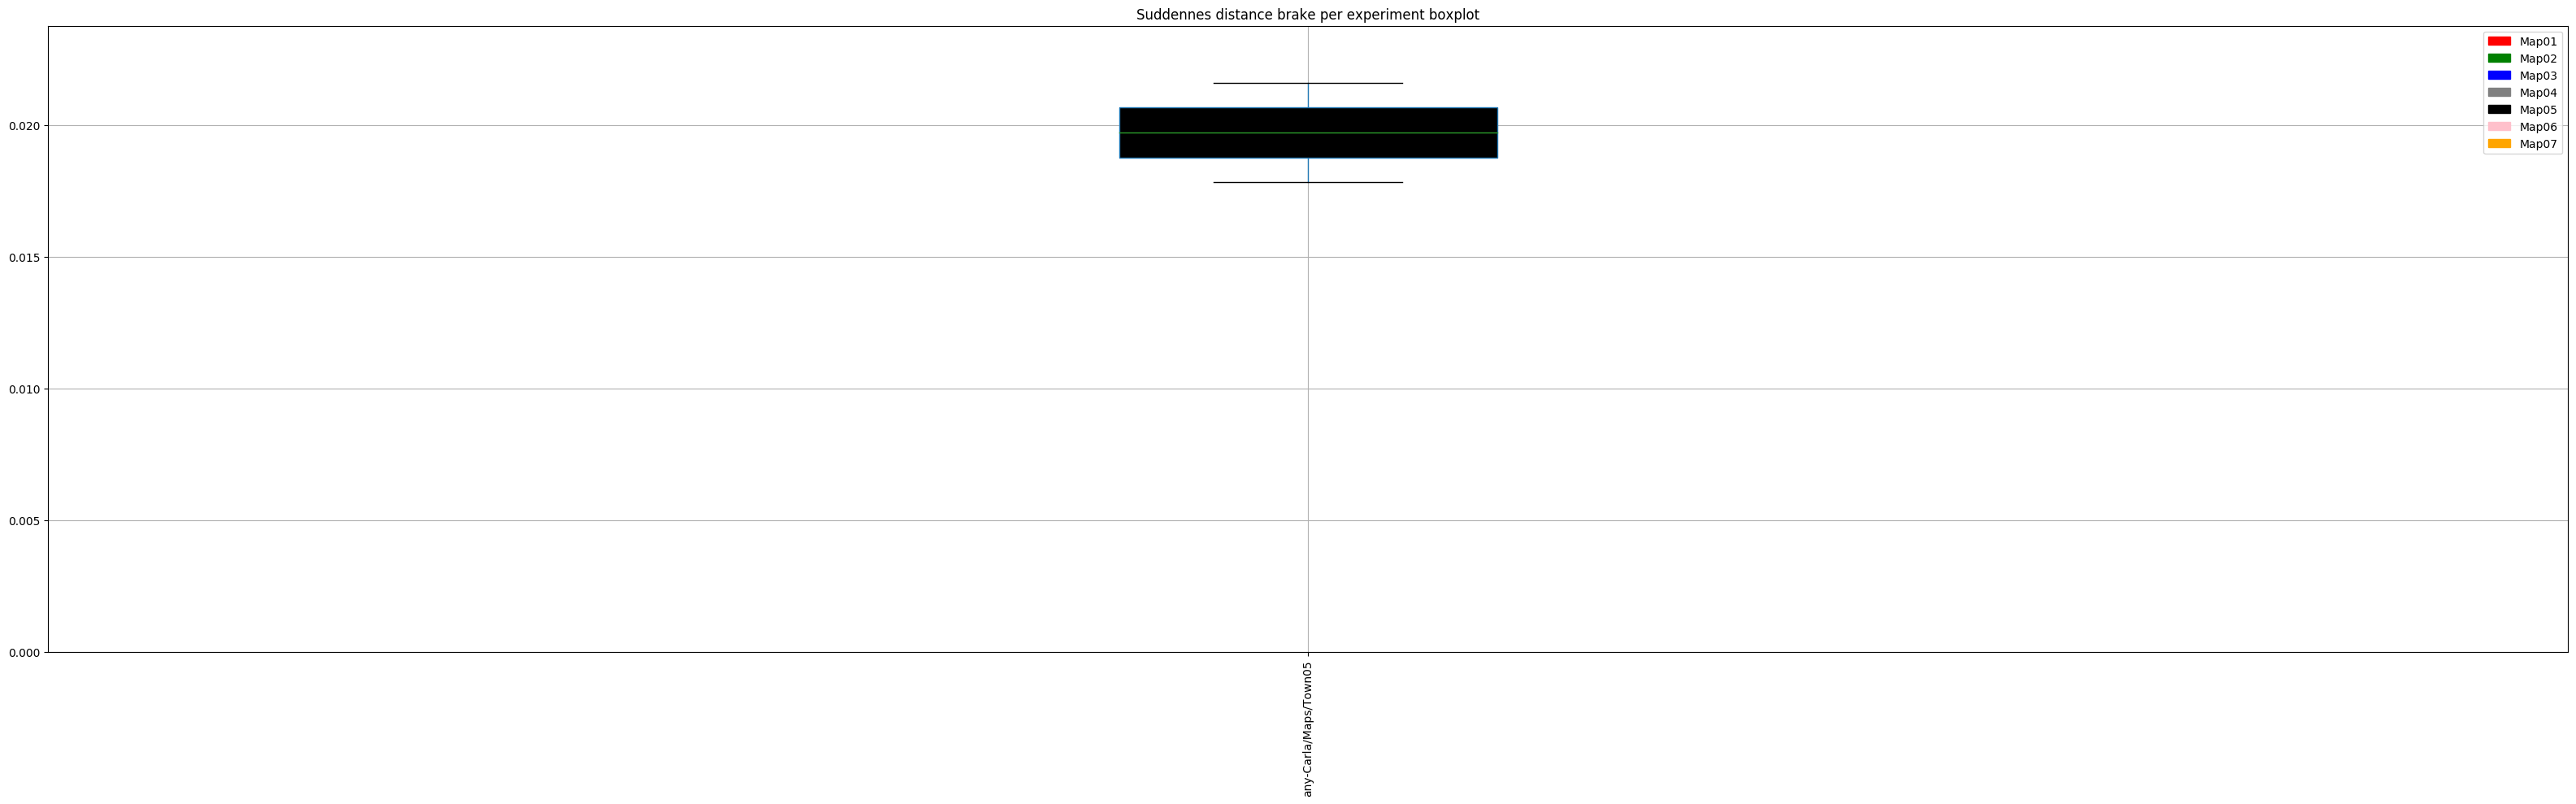 Suddennes distance brake per experiment boxplot
Map01
Map02
Map03
Map04
Map05
Map06
Map07
0.020
0.015
0.010
0.005
0.000
any-Carla/Maps/Town05